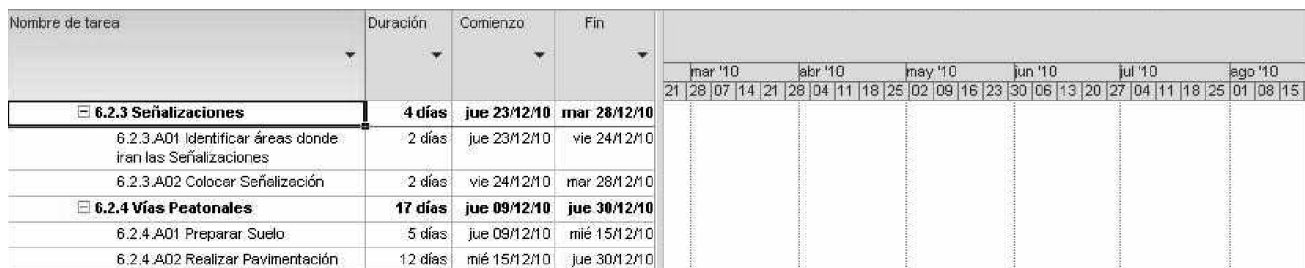 Nombre de tarea Duración Comienzo Fin
mar '10 abr '10 may '10 jun '10 jul '10 ago '10
21 28 07 14 21 28 04 11 18 25 02 09 16 23 30 06 13 20 27 04 11 18 25 01 08 15
6.2.3 Señalizaciones 4 días jue 23/12/10 mar 28/12/10
6.2.3.A01 Identificar áreas donde 2 días jue 23/12/10 vie 24/12/10
iran las Señalizaciones
6.2.3.A02 Colocar Señalización 2 días vie 24/12/10 mar 28/12/10
6.2.4 Vías Peatonales 17 días jue 09/12/10 jue 30/12/10
6.2.4.A01 Preparar Suelo 5 días jue 09/12/10 mié 15/12/10
6.2.4.A02 Realizar Pavimentación 12 días mié 15/12/10 jue 30/12/10